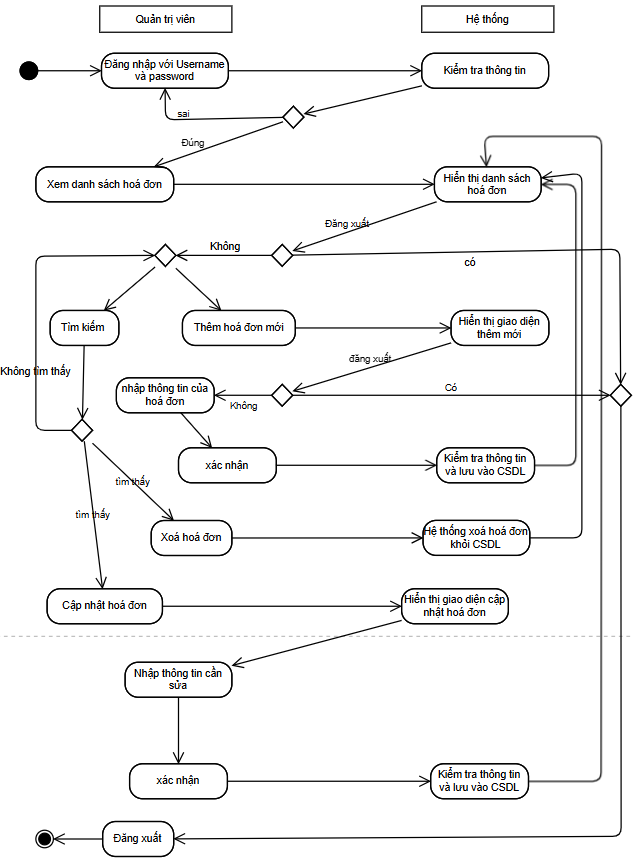 Quản trị viên
Hệ thống
Đăng nhập với Username
và password
Kiểm tra thông tin
sai
Đúng
Xem danh sách hoá đơn
Hiển thị danh sách
hoá đơn
Đăng xuất
Không
có
Tìm kiếm
Thêm hoá đơn mới
Hiển thị giao diện
thêm mới
đăng xuất
Không tìm thấy
nhập thông tin của
hoá đơn
Không
Có
xác nhận
Kiểm tra thông tin
và lưu vào CSDL
tìm thấy
tìm thấy
Xoá hoá đơn
Hệ thống xoá hoá đơn
khỏi CSDL
Cập nhật hoá đơn
Hiển thị giao diện cập
nhật hoá đơn
Nhập thông tin cần
sửa
xác nhận
Kiểm tra thông tin
và lưu vào CSDL
Đăng xuất